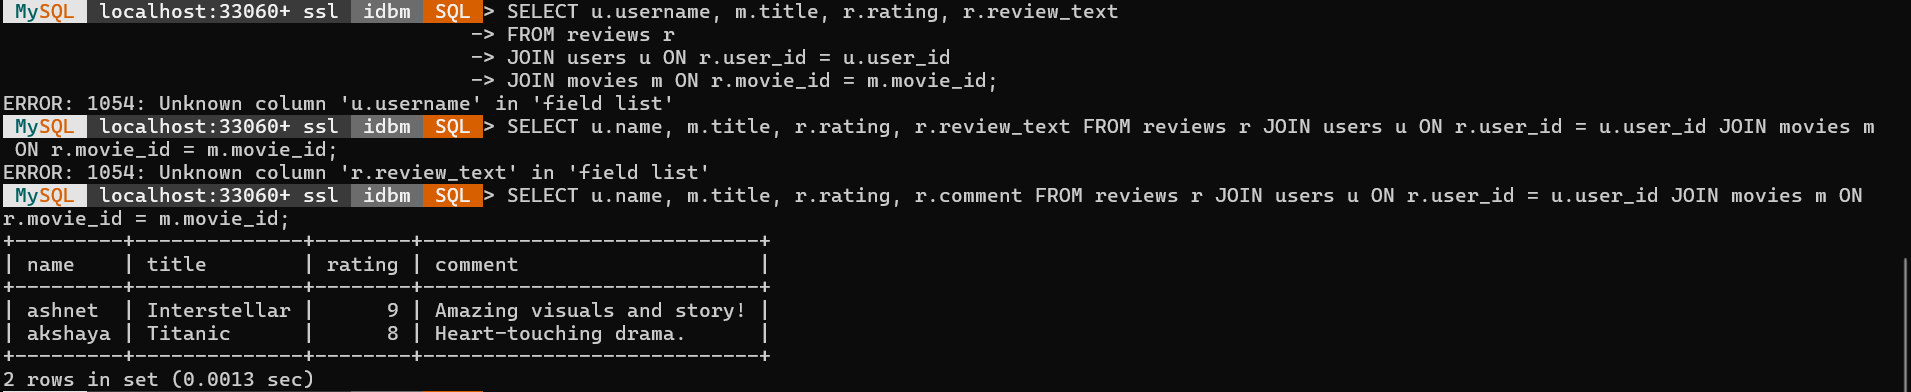 MySQL localhost:33060+ ssl idbm SQL > SELECT u.username, m.title, r.rating, r.review_text
-> FROM reviews r
-> JOIN users u ON r.user_id = u.user_id
-> JOIN movies m ON r.movie_id = m.movie_id;
ERROR: 1054: Unknown column 'u.username' in 'field list'
MySQL localhost:33060+ ssl idbm SQL > SELECT u.name, m.title, r.rating, r.review_text FROM reviews r JOIN users u ON r.user_id = u.user_id JOIN movies m
ON r.movie_id = m.movie_id;
ERROR: 1054: Unknown column 'r.review_text' in 'field list'
MySQL localhost:33060+ ssl idbm SQL > SELECT u.name, m.title, r.rating, r.comment FROM reviews r JOIN users u ON r.user_id = u.user_id JOIN movies m ON
r.movie_id = m.movie_id;
+---------+--------------+--------+----------------------------+
| name    | title        | rating | comment                    |
+---------+--------------+--------+----------------------------+
| ashnet  | Interstellar |      9 | Amazing visuals and story! |
| akshaya | Titanic      |      8 | Heart-touching drama.      |
+---------+--------------+--------+----------------------------+
2 rows in set (0.0013 sec)